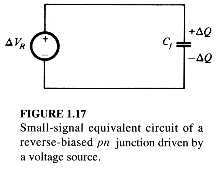 +ΔQ
ΔV_R
+
C_j
−ΔQ
FIGURE 1.17
Small-signal equivalent circuit of a
reverse-biased pn junction driven by
a voltage source.